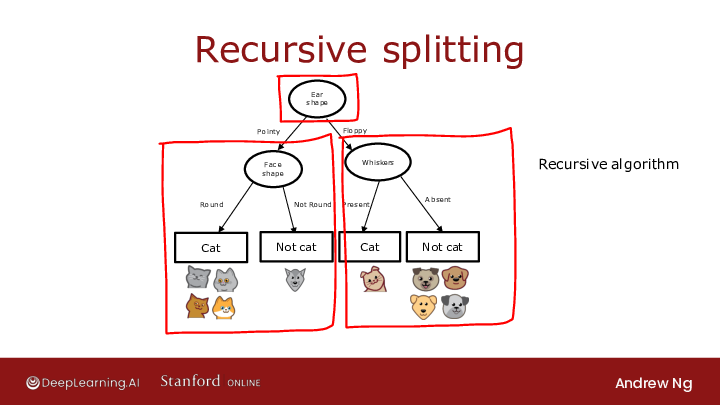 Recursive splitting
Ear
shape
Pointy
Floppy
Face
shape
Whiskers
Recursive algorithm
Round
Not Round
Present
Absent
Cat
Not cat
Cat
Not cat
DeepLearning.AI
Stanford ONLINE
Andrew Ng